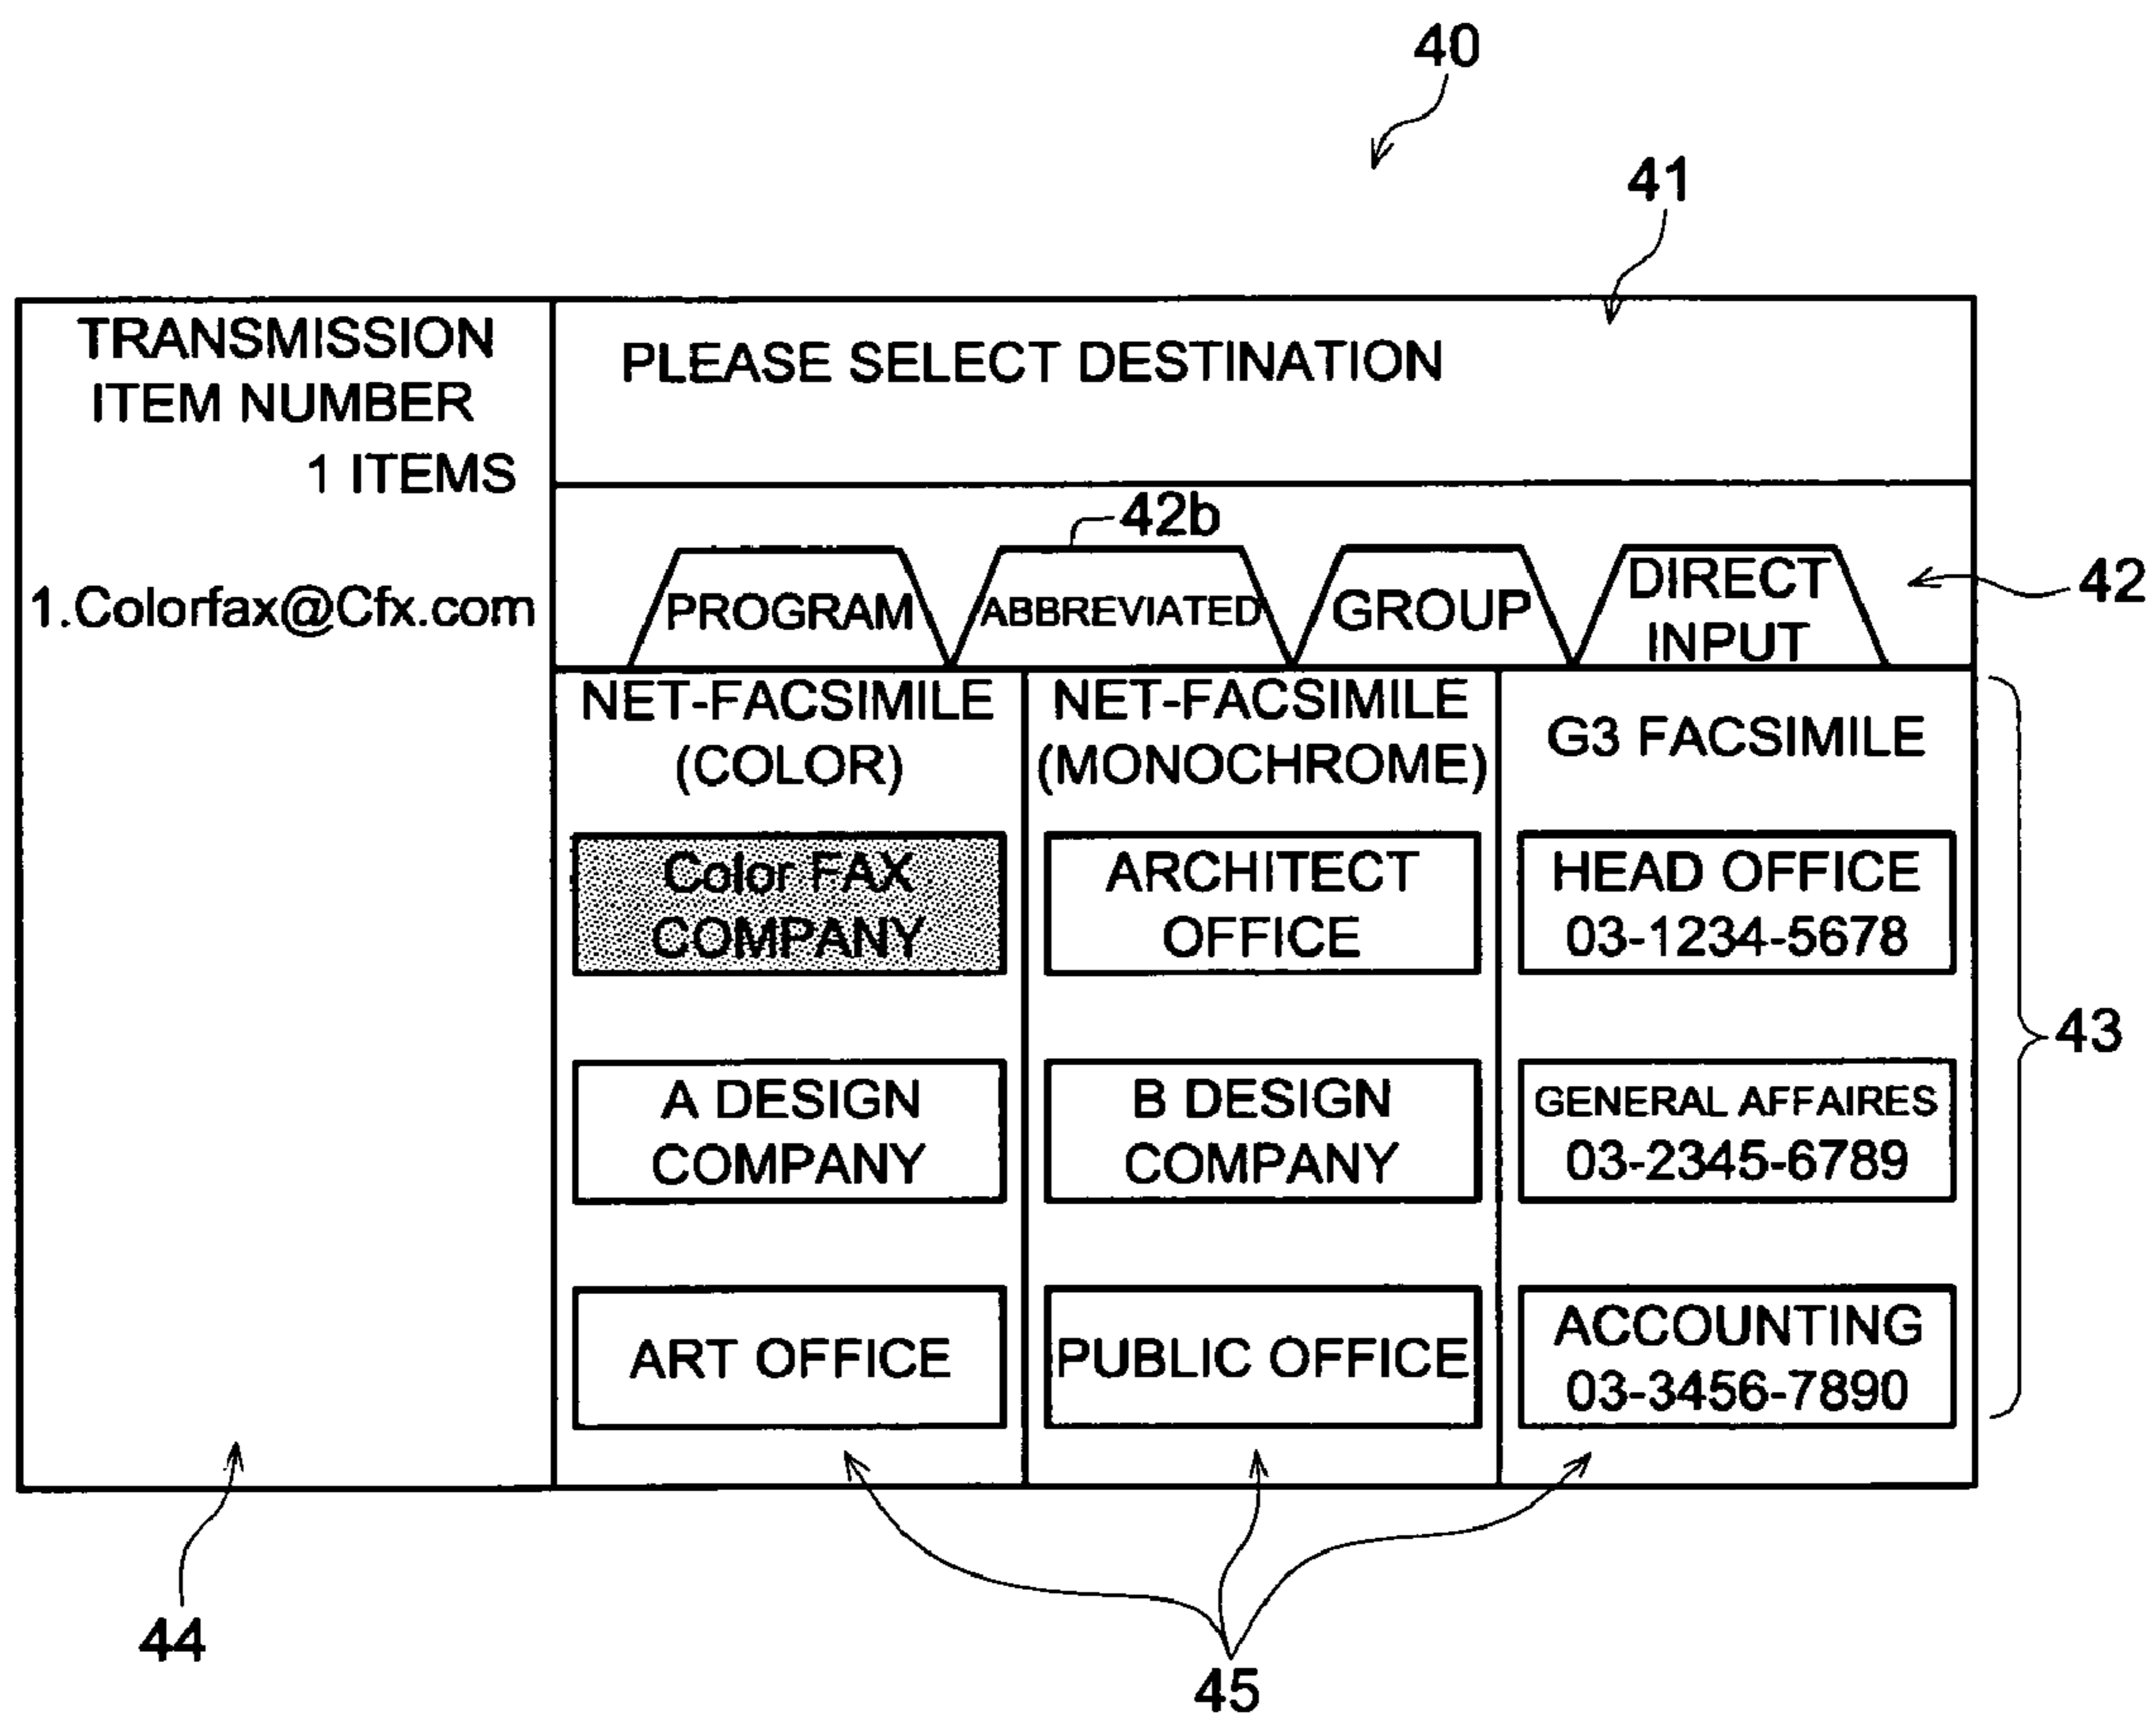 40
41
TRANSMISSION
ITEM NUMBER
1 ITEMS
1.Colorfax@Cfx.com
PLEASE SELECT DESTINATION
42b
PROGRAM
ABBREVIATED
GROUP
DIRECT
INPUT
42
NET-FACSIMILE
(COLOR)
Color FAX
COMPANY
A DESIGN
COMPANY
ART OFFICE
NET-FACSIMILE
(MONOCHROME)
ARCHITECT
OFFICE
B DESIGN
COMPANY
PUBLIC OFFICE
G3 FACSIMILE
HEAD OFFICE
03-1234-5678
GENERAL AFFAIRES
03-2345-6789
ACCOUNTING
03-3456-7890
43
44
45